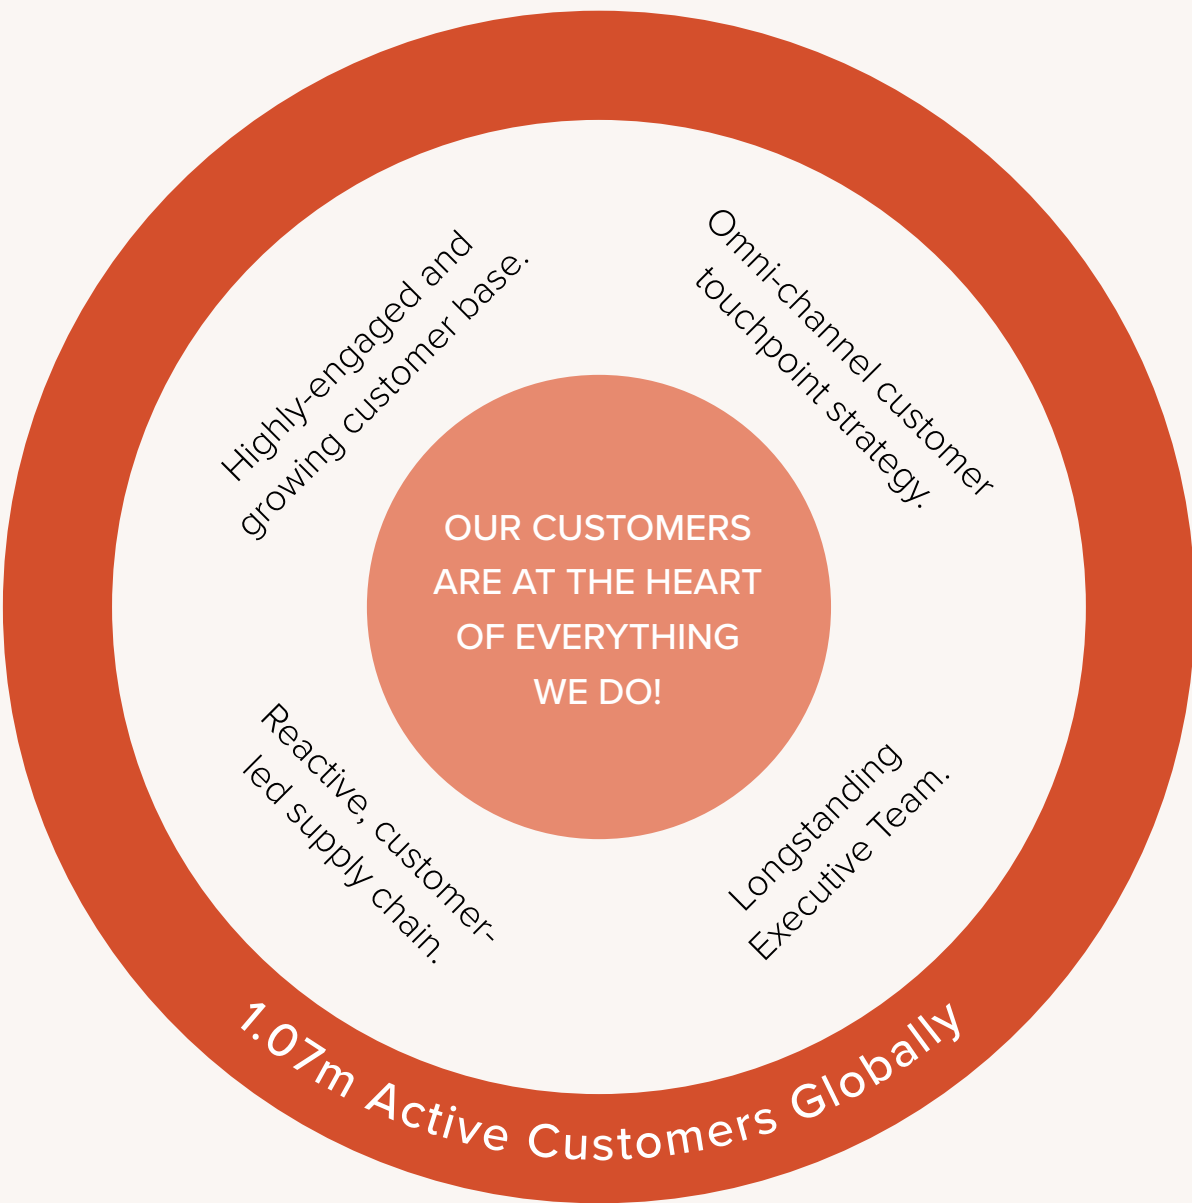 Highly-engaged and
growing customer base.
Omni-channel customer
touchpoint strategy.
OUR CUSTOMERS
ARE AT THE HEART
OF EVERYTHING
WE DO!
Reactive, customer-
led supply chain.
Longstanding
Executive Team.
1.07m Active Customers Globally